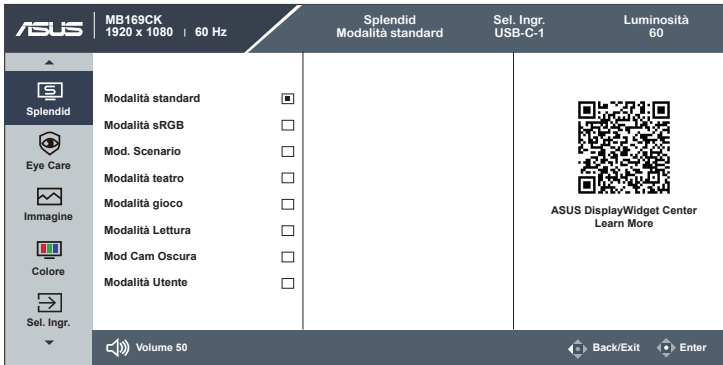 ASUS
MB169CK
1920 x 1080 | 60 Hz
Splendid
Modalità standard
Sel. Ingr.
USB-C-1
Luminosità
60
Splendid
Eye Care
Immagine
Colore
Sel. Ingr.
Modalità standard
Modalità sRGB
Mod. Scenario
Modalità teatro
Modalità gioco
Modalità Lettura
Mod Cam Oscura
Modalità Utente
ASUS DisplayWidget Center
Learn More
Volume 50
Back/Exit
Enter